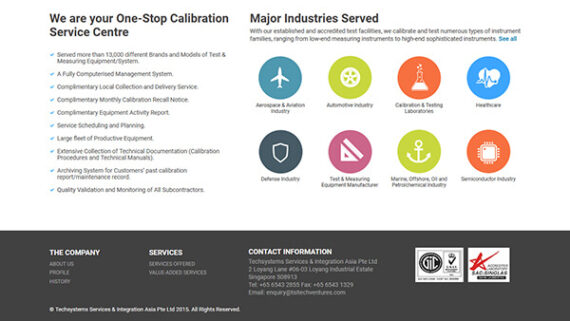 We are your One-Stop Calibration
Service Centre
Served more than 13,000 different Brands and Models of Test &
Measuring Equipment/System.
A Fully Computerised Management System.
Complimentary Local Collection and Delivery Service.
Complimentary Monthly Calibration Recall Notice.
Complimentary Equipment Activity Report.
Service Scheduling and Planning.
Large fleet of Productive Equipment.
Extensive Collection of Technical Documentation (Calibration
Procedures and Technical Manuals).
Archiving System for Customers' past calibration
report/maintenance record.
Quality Validation and Monitoring of All Subcontractors.
Major Industries Served
With our established and accredited test facilities, we calibrate and test numerous types of instrument
families, ranging from low-end measuring instruments to high-end sophisticated instruments. See all
Aerospace & Aviation
Industry
Automotive Industry
Calibration & Testing
Laboratories
Healthcare
Defense Industry
Test & Measuring
Equipment Manufacturer
Marine, Offshore, Oil and
Petrochemical Industry
Semiconductor Industry
THE COMPANY
ABOUT US
PROFILE
HISTORY
SERVICES
SERVICES OFFERED
VALUE-ADDED SERVICES
CONTACT INFORMATION
Techsystems Services & Integration Asia Pte Ltd
2 Loyang Lane #06-03 Loyang Industrial Estate
Singapore 508913
Tel: +65 6543 2855 Fax: +65 6543 1329
Email: enquiry@tsitechventures.com
SAC-SINGLAS
© Techsystems Services & Integration Asia Pte Ltd 2015. All Rights Reserved.